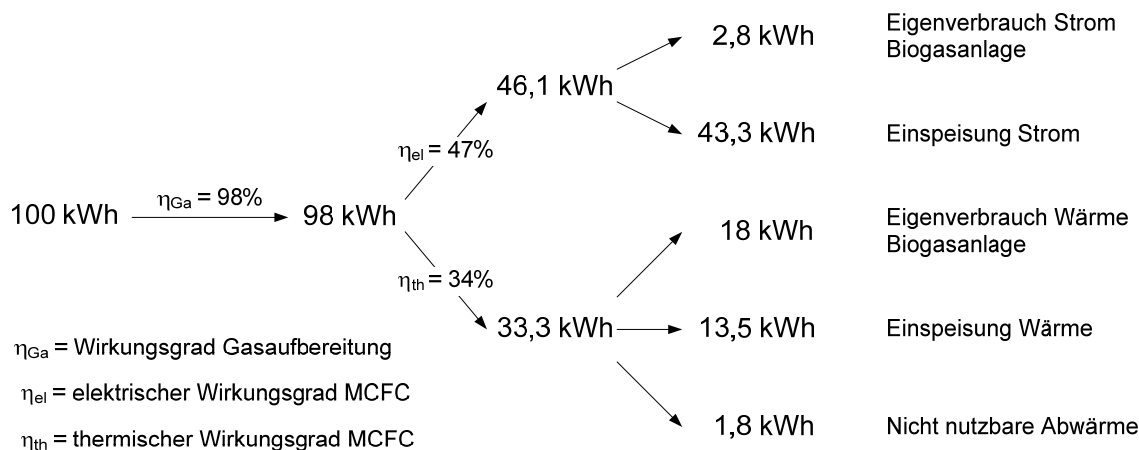 2,8 kWh
Eigenverbrauch Strom
Biogasanlage
46,1 kWh
43,3 kWh
Einspeisung Strom
ηel = 47%
100 kWh
ηGa = 98%
98 kWh
18 kWh
Eigenverbrauch Wärme
Biogasanlage
ηth = 34%
33,3 kWh
13,5 kWh
Einspeisung Wärme
1,8 kWh
Nicht nutzbare Abwärme
ηGa = Wirkungsgrad Gasaufbereitung
ηel = elektrischer Wirkungsgrad MCFC
ηth = thermischer Wirkungsgrad MCFC